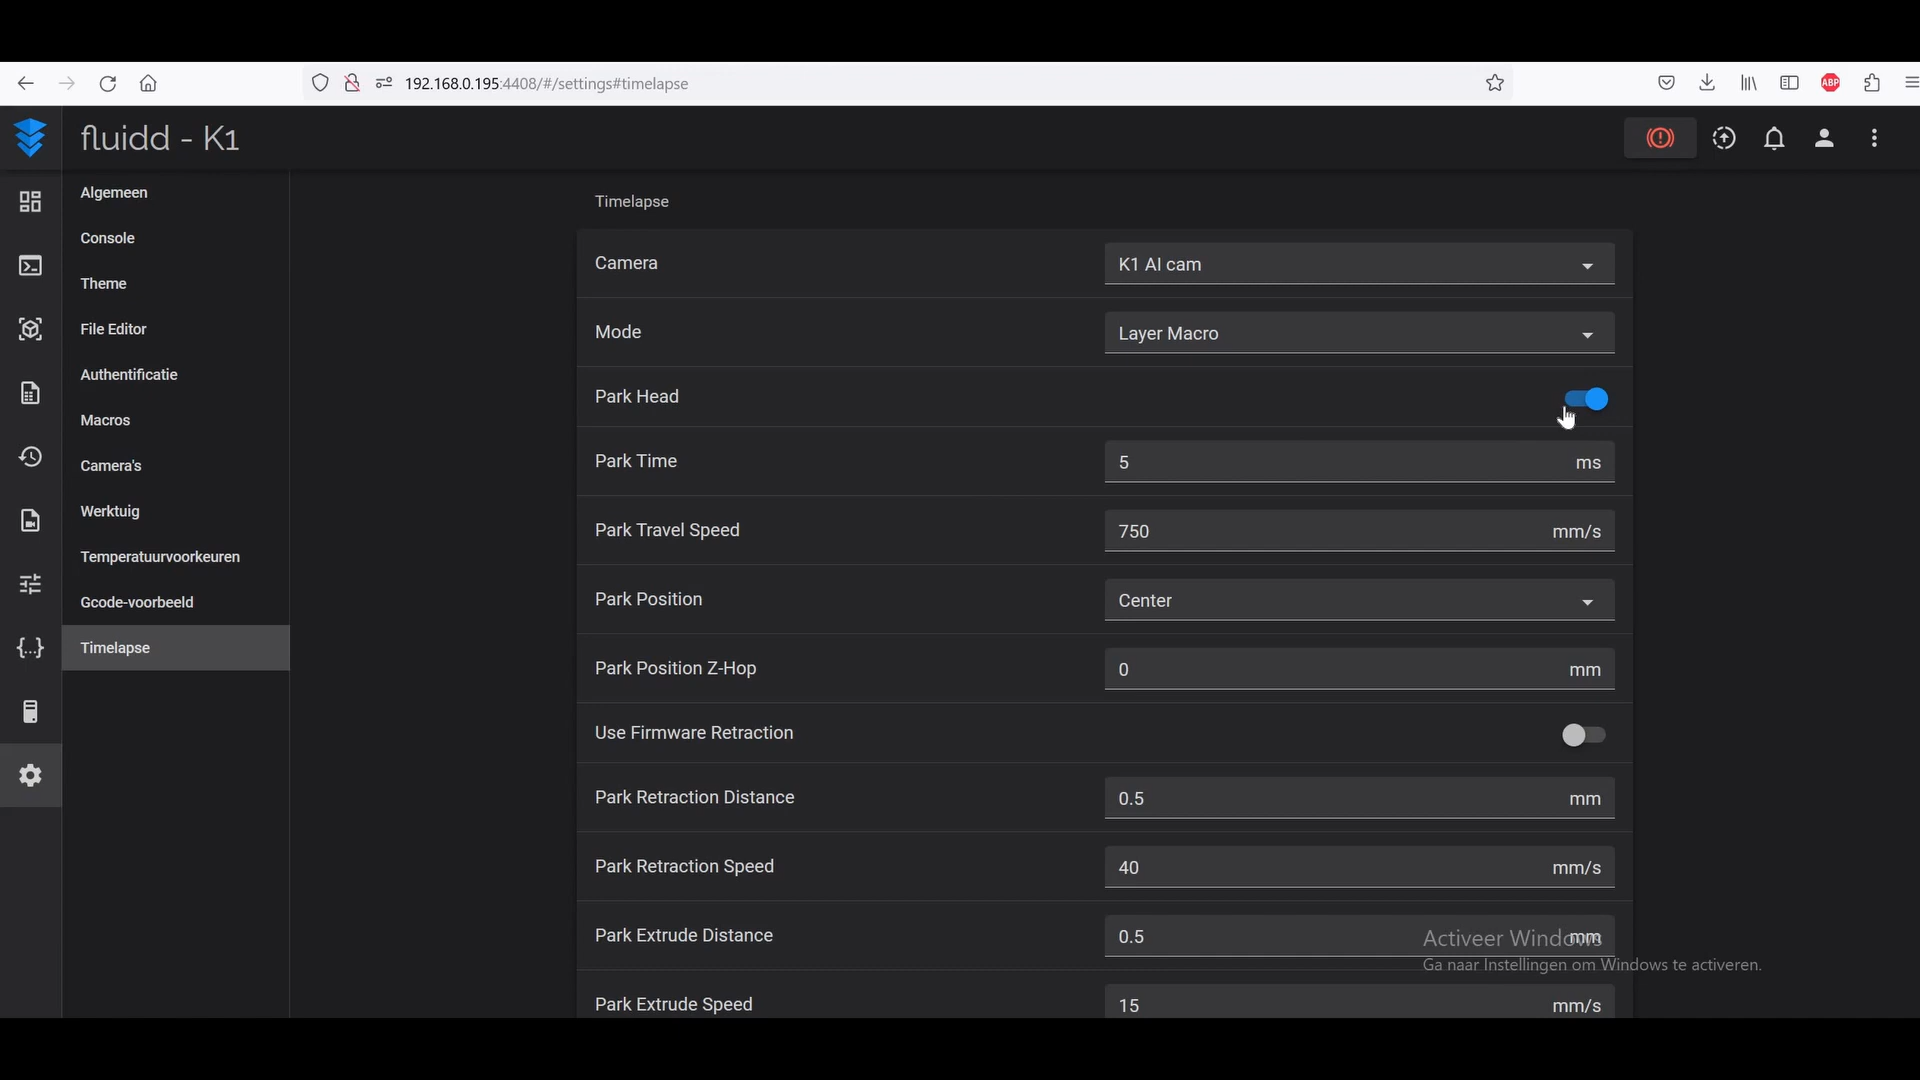 192.168.0.195:4408/#/settings#timelapse
ABP
fluidd - K1
Algemeen
Console
Theme
File Editor
Authentificatie
Macros
Camera's
Werktuig
Temperatuurvoorkeuren
Gcode-voorbeeld
Timelapse
Timelapse
Camera K1 AI cam
Mode Layer Macro
Park Head
Park Time 5 ms
Park Travel Speed 750 mm/s
Park Position Center
Park Position Z-Hop 0 mm
Use Firmware Retraction
Park Retraction Distance 0.5 mm
Park Retraction Speed 40 mm/s
Park Extrude Distance 0.5 mm
Activeer Windows
Ga naar Instellingen om Windows te activeren.
Park Extrude Speed 15 mm/s